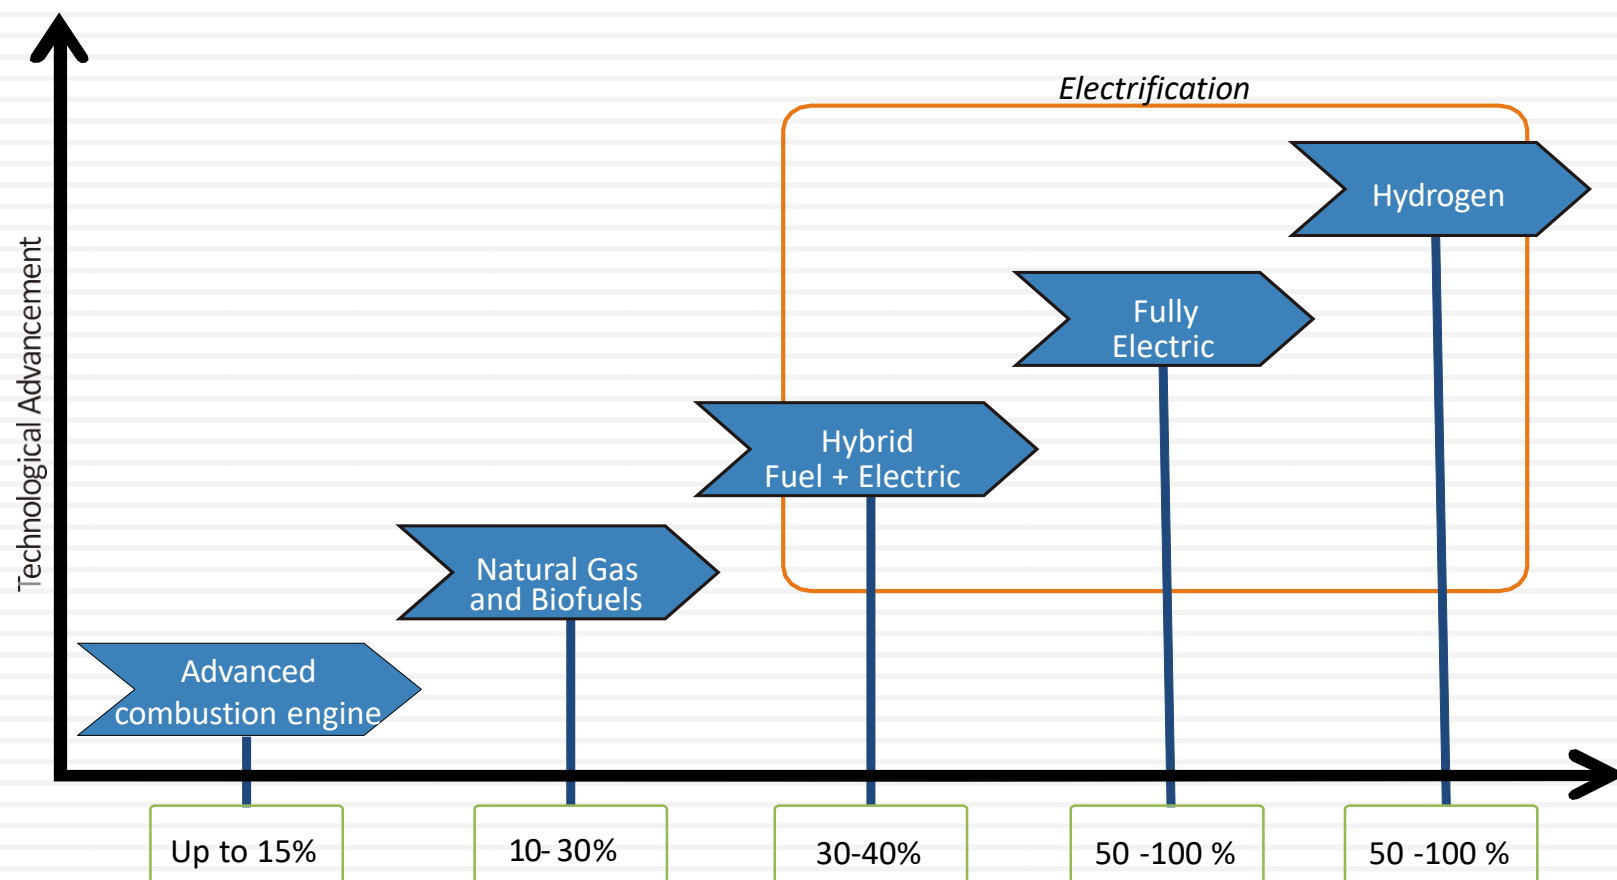 Electrification
Hydrogen
Fully
Electric
Hybrid
Fuel + Electric
Natural Gas
and Biofuels
Advanced
combustion engine
Technological Advancement
Up to 15%
10- 30%
30-40%
50 -100 %
50 -100 %